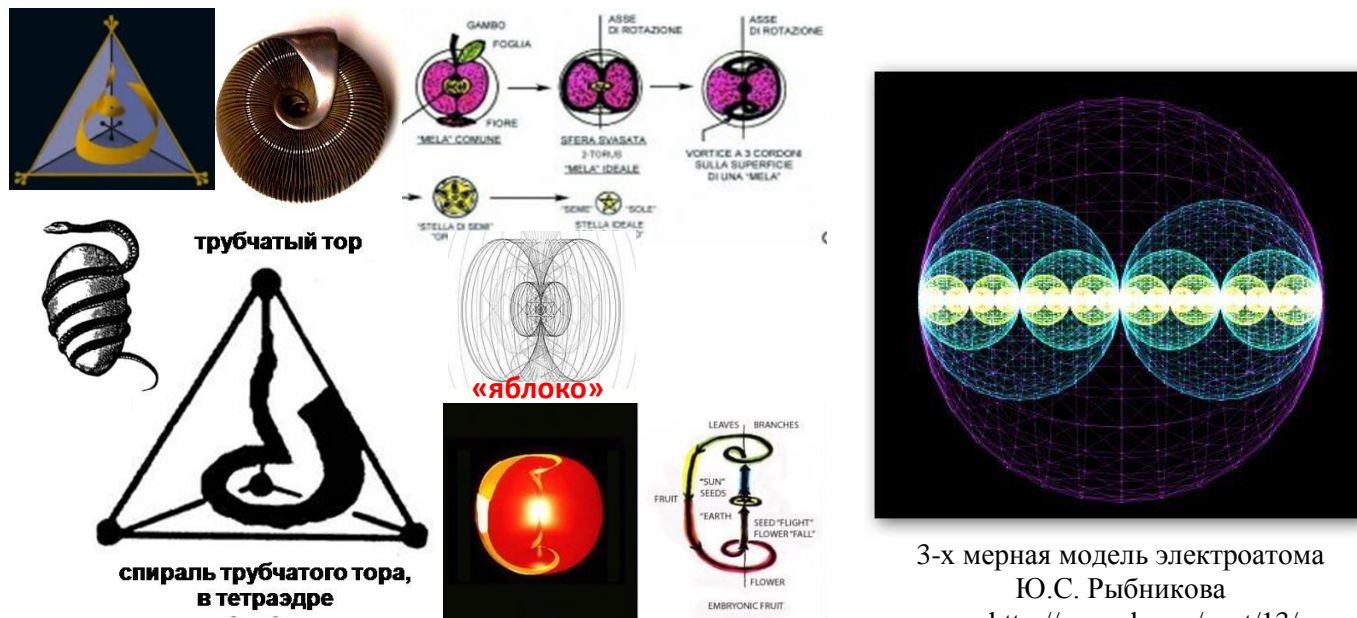 GAMBO
FOGLIA
FIORE
"MELA" COMUNE
ASSE
DI ROTAZIONE
SFERA SVASATA
2-TORUS
"MELA" IDEALE
ASSE
DI ROTAZIONE
VORTICE A 3 CORDONI
SULLA SUPERFICIE
DI UNA "MELA"
"STELLA DI SEMI"
"SEME"
"SOLE"
STELLA IDEALE
трубчатый тор
«яблоко»
спираль трубчатого тора,
в тетраэдре
LEAVES
BRANCHES
"SUN"
SEEDS
FRUIT
"EARTH
SEED "FLIGHT"
FLOWER "FALL"
FLOWER
EMBRYONIC FRUIT
3-х мерная модель электроатома
Ю.С. Рыбникова